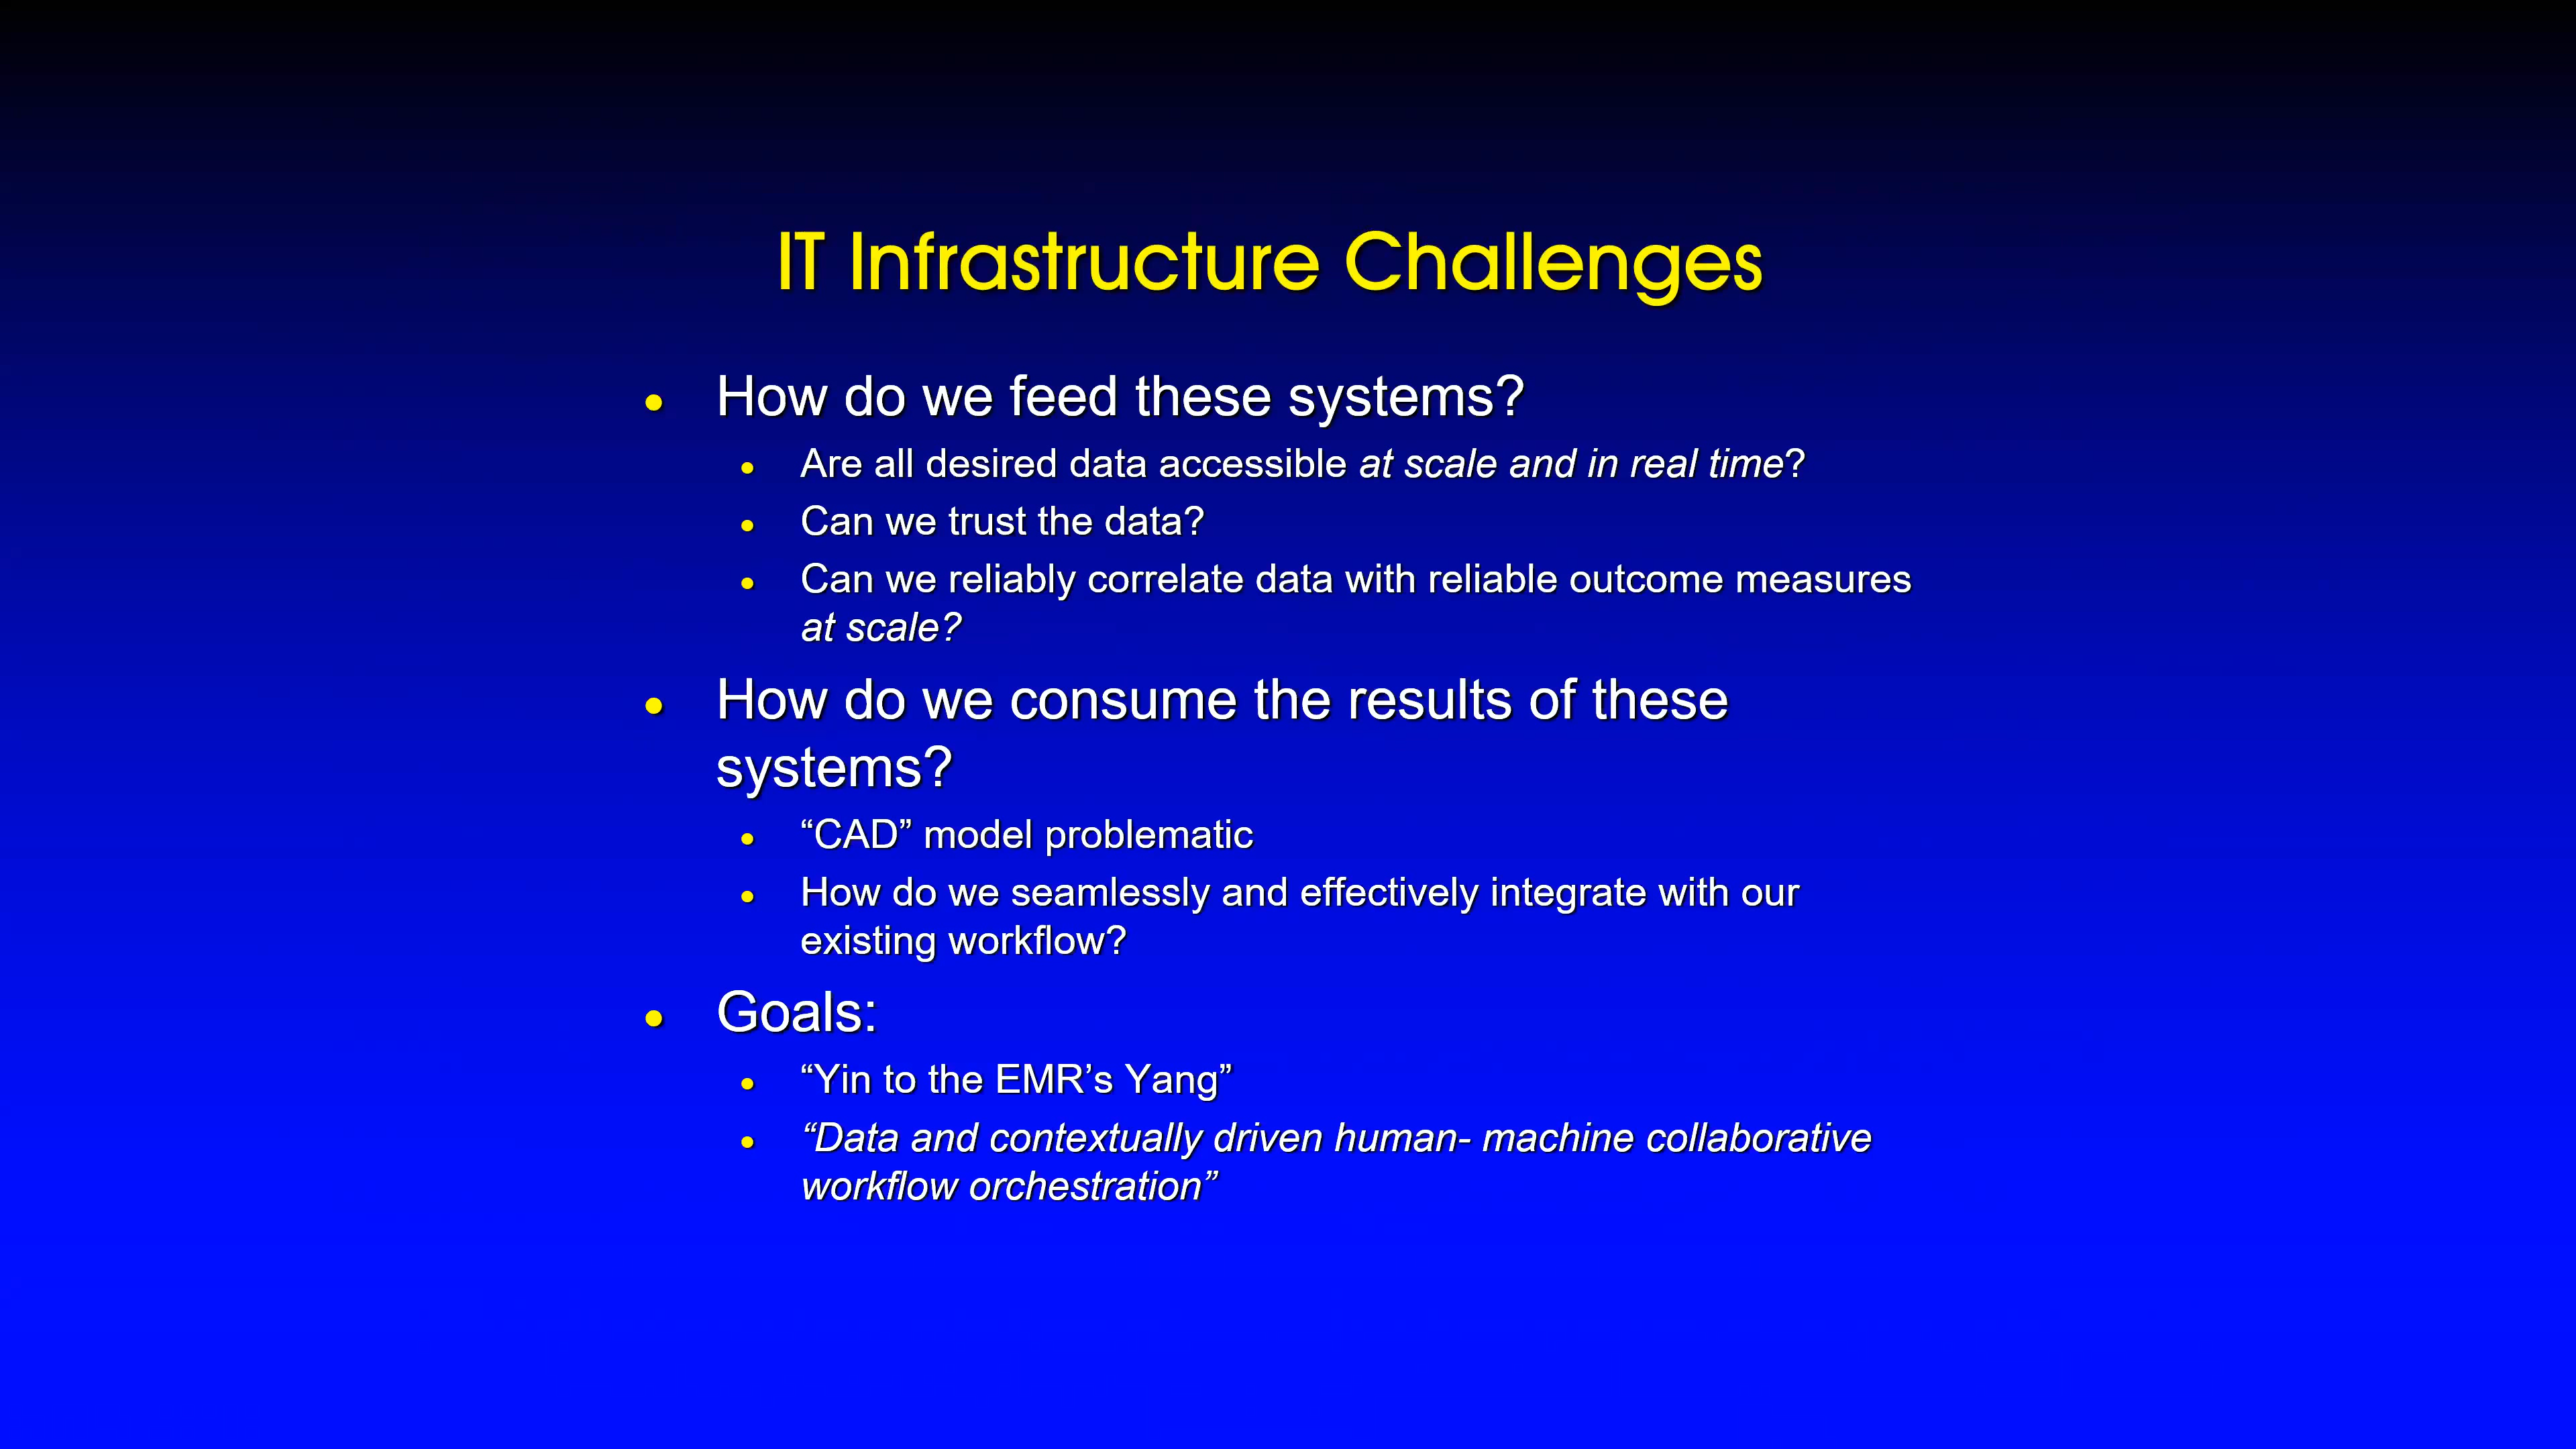 IT Infrastructure Challenges
• How do we feed these systems?
• Are all desired data accessible at scale and in real time?
• Can we trust the data?
• Can we reliably correlate data with reliable outcome measures
at scale?
• How do we consume the results of these
systems?
• “CAD” model problematic
• How do we seamlessly and effectively integrate with our
existing workflow?
• Goals:
• “Yin to the EMR’s Yang”
• “Data and contextually driven human- machine collaborative
workflow orchestration”